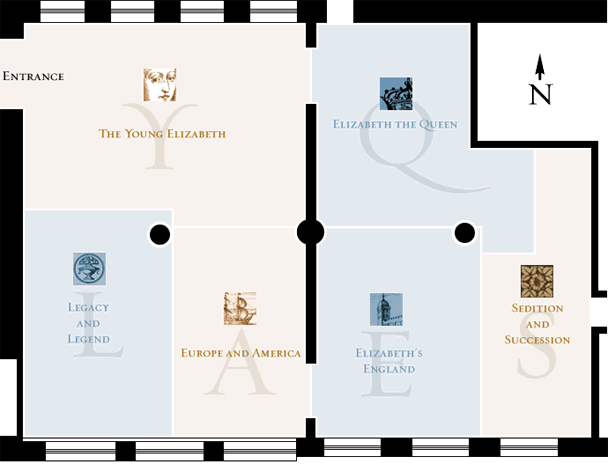 Entrance
N
The Young Elizabeth
Y
Elizabeth the Queen
Q
Legacy
and
Legend
L
Europe and America
A
Elizabeth's
England
E
Sedition
and
Succession
S